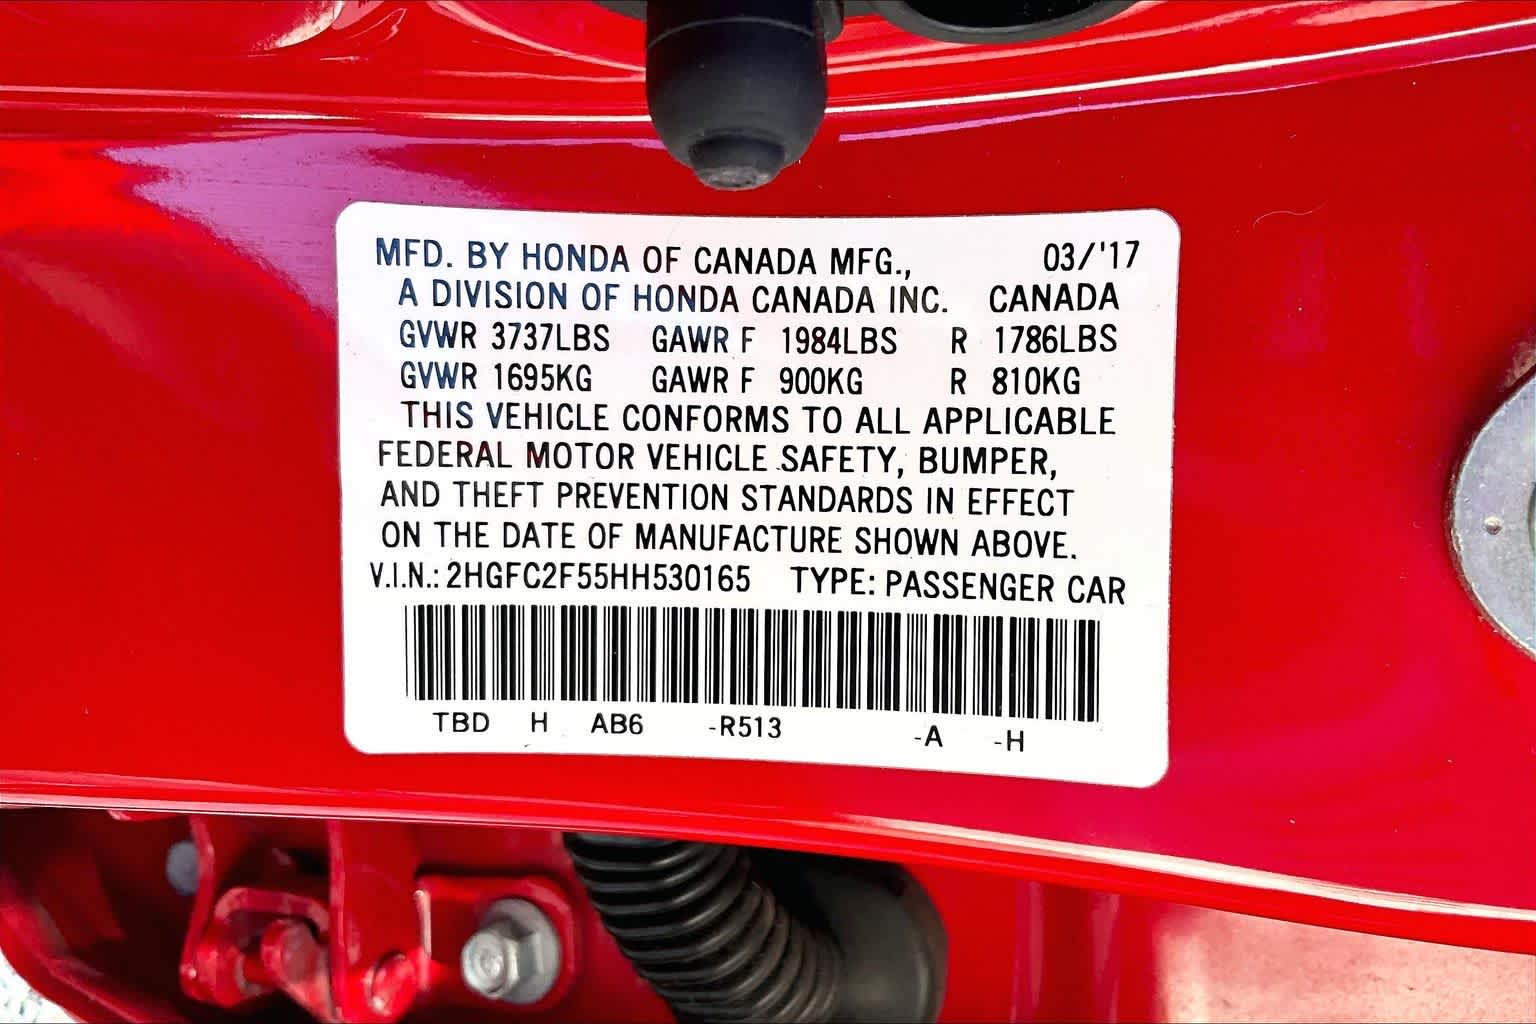 MFD. BY HONDA OF CANADA MFG., 03/'17
A DIVISION OF HONDA CANADA INC. CANADA
GVWR 3737LBS GAWR F 1984LBS R 1786LBS
GVWR 1695KG GAWR F 900KG R 810KG
THIS VEHICLE CONFORMS TO ALL APPLICABLE
FEDERAL MOTOR VEHICLE SAFETY, BUMPER,
AND THEFT PREVENTION STANDARDS IN EFFECT
ON THE DATE OF MANUFACTURE SHOWN ABOVE.
V.I.N.: 2HGFC2F55HH530165 TYPE: PASSENGER CAR
TBD H AB6 -R513 -A -H